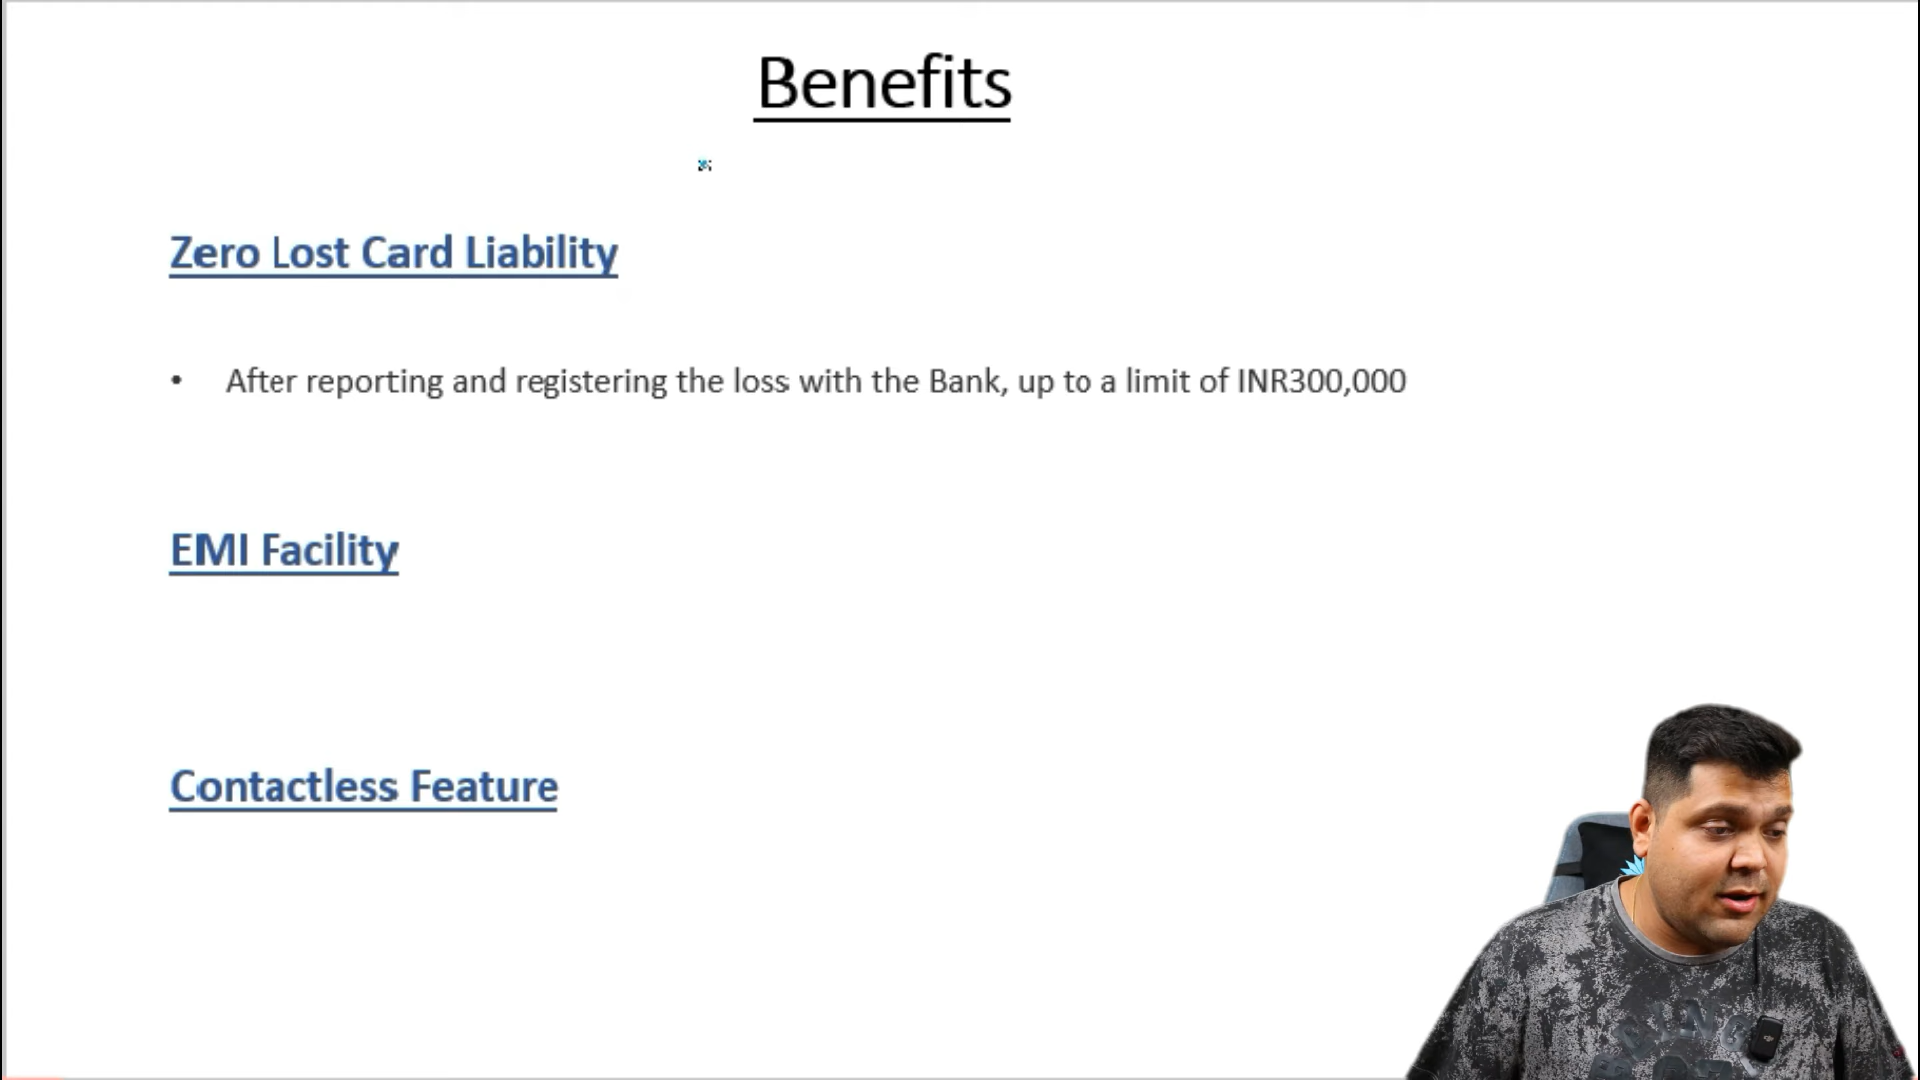 Benefits
Zero Lost Card Liability
• After reporting and registering the loss with the Bank, up to a limit of INR300,000
EMI Facility
Contactless Feature